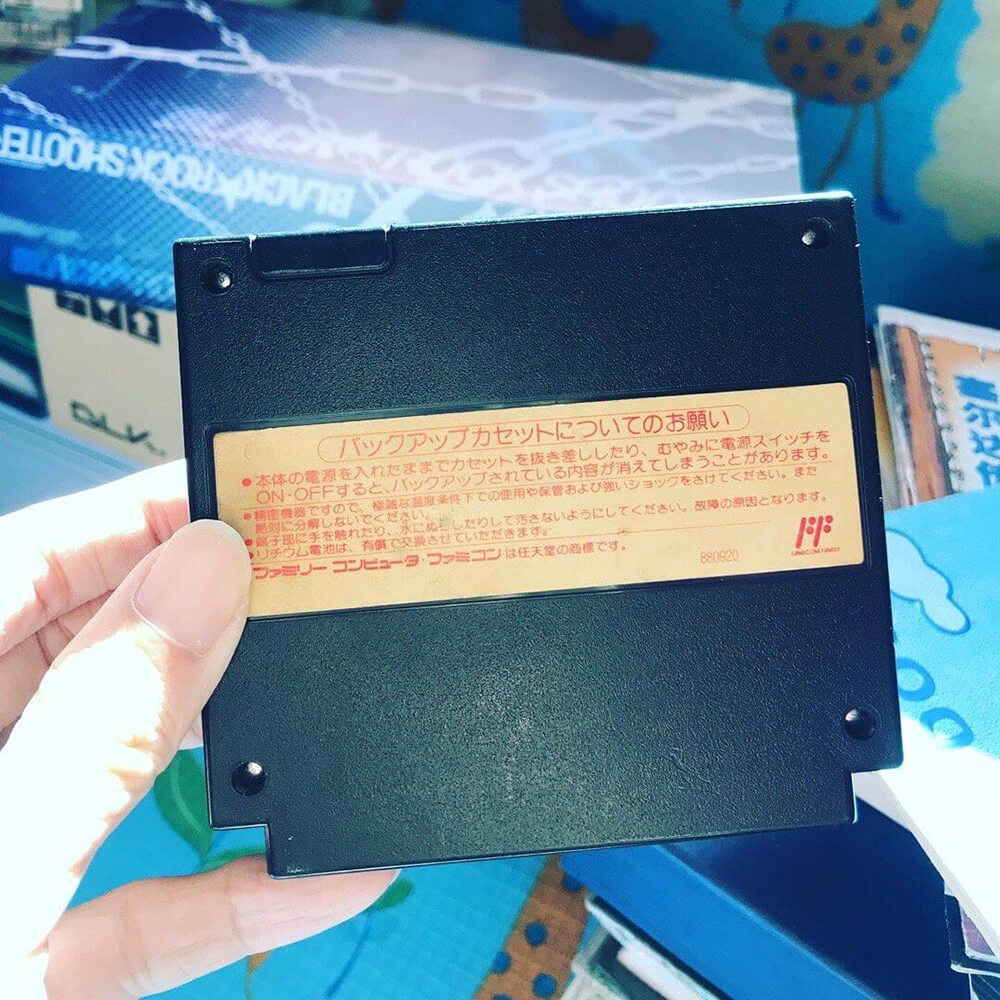 BLACK★ROCK SHOOTER
バックアップカセットについてのお願い
●本体の電源を入れたままでカセットを抜き差ししたり、むやみに電源スイッチを
ON・OFFすると、バックアップされている内容が消えてしまうことがあります。
●精密機器ですので、極端な温度条件下での使用や保管および強いショックをさけてください。また
絶対に分解しないでください。
●端子部に手を触れたり、水にぬらしたりして汚さないようにしてください。故障の原因となります。
●リチウム電池は、有償で交換させていただきます。
ファミリー コンピュータ・ファミコン は任天堂の商標です。
880920
FAMICOM FAMILY